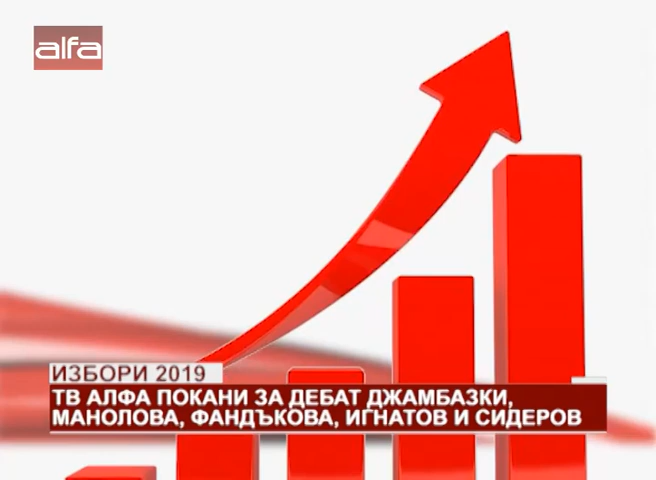 alfa
ИЗБОРИ 2019
ТВ АЛФА ПОКАНИ ЗА ДЕБАТ ДЖАМБАЗКИ,
МАНОЛОВА, ФАНДЪКОВА, ИГНАТОВ И СИДЕРОВ